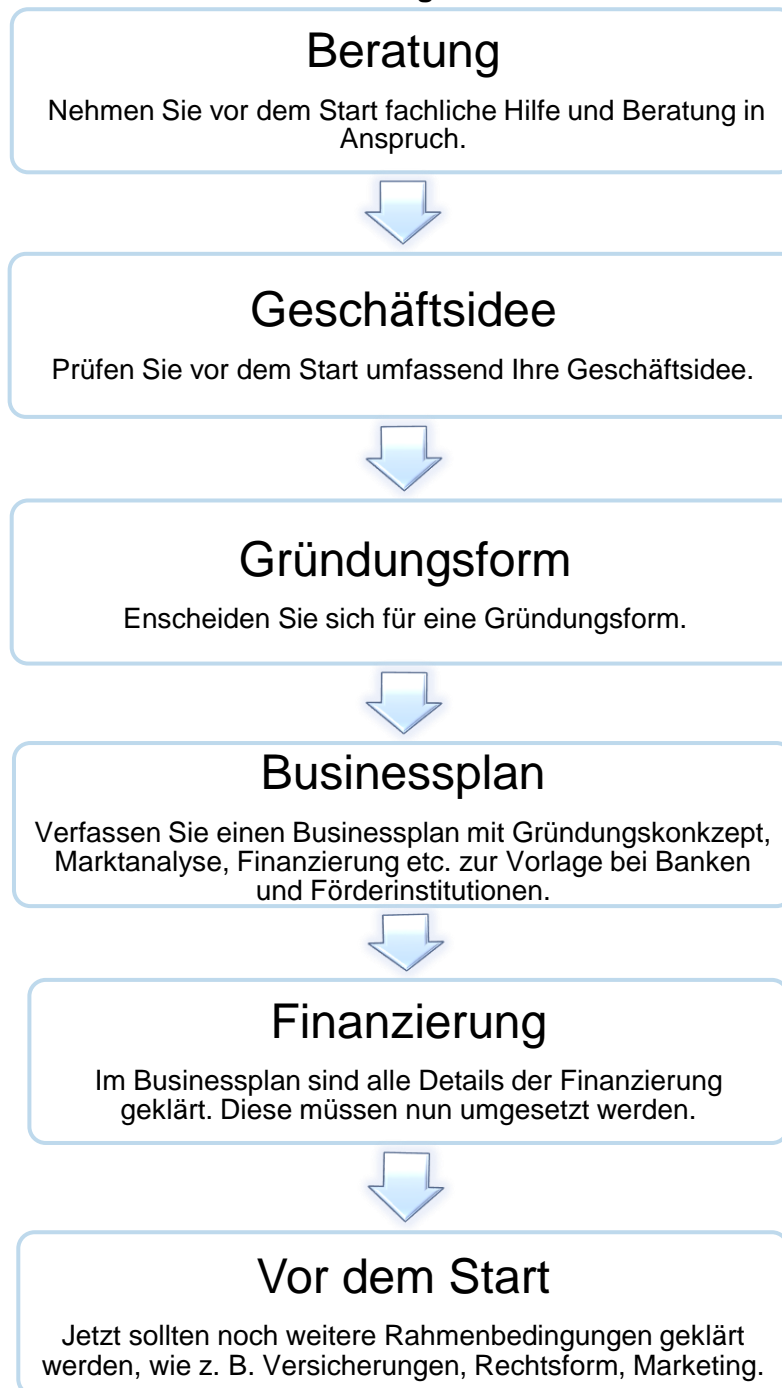 Beratung
Nehmen Sie vor dem Start fachliche Hilfe und Beratung in
Anspruch.
Geschäftsidee
Prüfen Sie vor dem Start umfassend Ihre Geschäftsidee.
Gründungsform
Enscheiden Sie sich für eine Gründungsform.
Businessplan
Verfassen Sie einen Businessplan mit Gründungskonkzept,
Marktanalyse, Finanzierung etc. zur Vorlage bei Banken
und Förderinstitutionen.
Finanzierung
Im Businessplan sind alle Details der Finanzierung
geklärt. Diese müssen nun umgesetzt werden.
Vor dem Start
Jetzt sollten noch weitere Rahmenbedingungen geklärt
werden, wie z. B. Versicherungen, Rechtsform, Marketing.